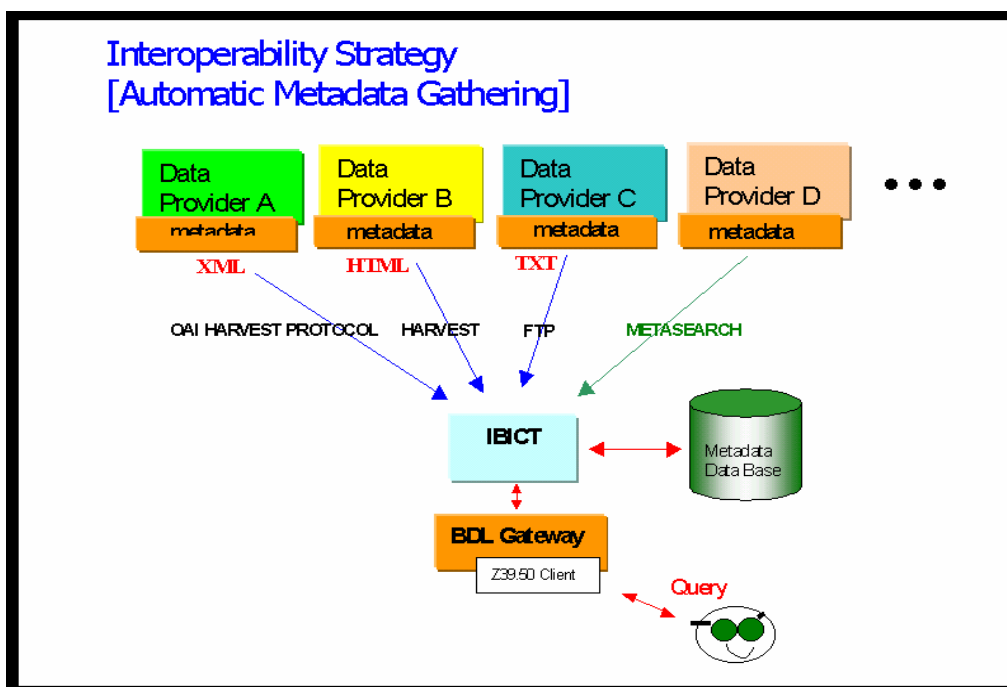 Interoperability Strategy
[Automatic Metadata Gathering]
Data
Provider A
Data
Provider B
Data
Provider C
Data
Provider D
metadata
metadata
metadata
metadata
XML
HTML
TXT
OAI HARVEST PROTOCOL
HARVEST
FTP
METASEARCH
IBICT
Metadata
Data Base
BDL Gateway
Z39.50 Client
Query